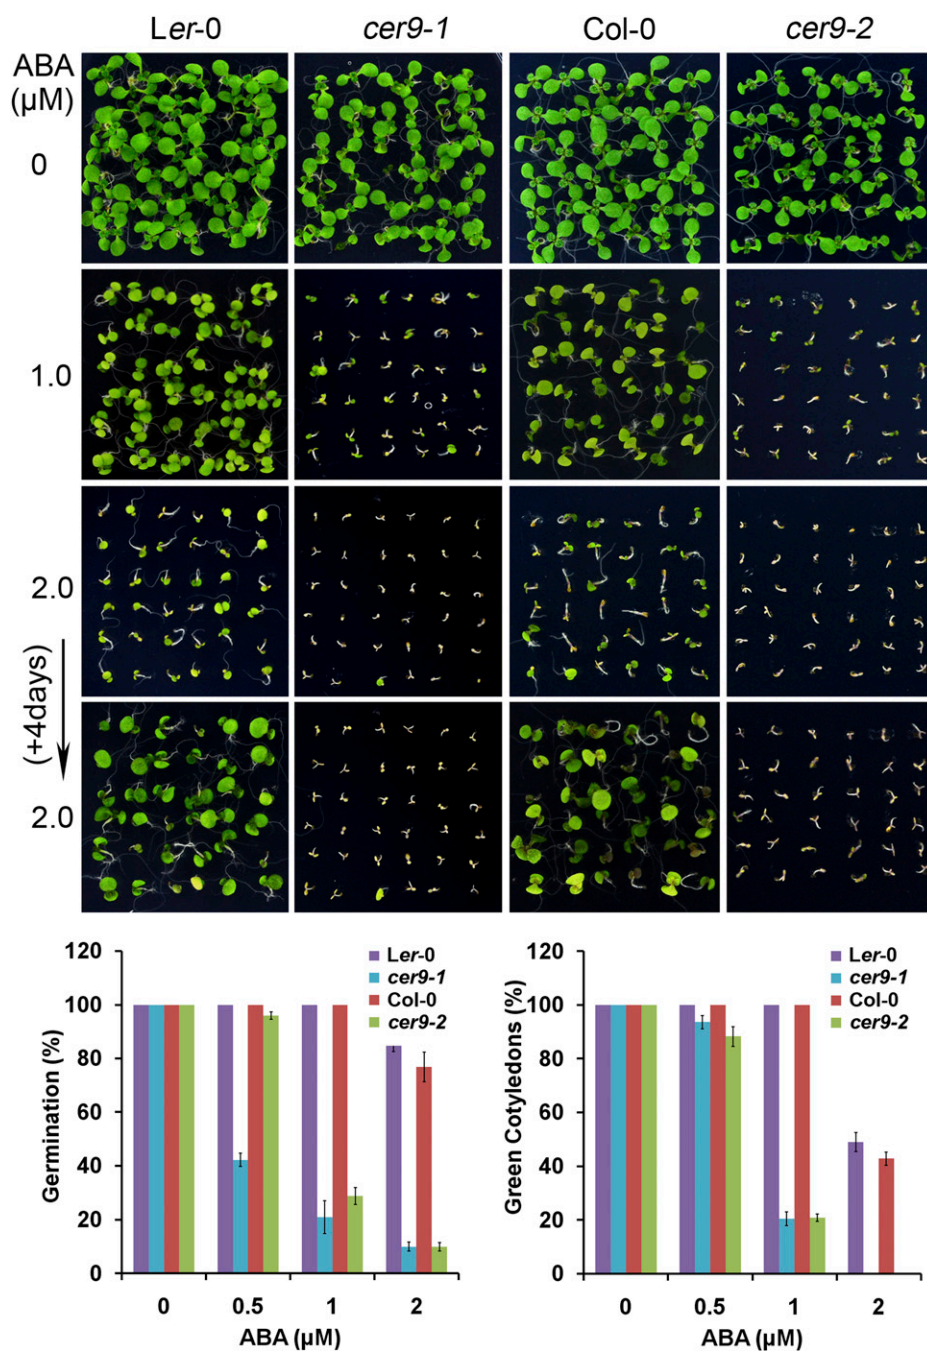 Ler-0 cer9-1 Col-0 cer9-2
ABA
(µM)
0
1.0
2.0
(+4days)
2.0
120
100
80
60
40
20
0
Germination (%)
Ler-0
cer9-1
Col-0
cer9-2
0 0.5 1 2
ABA (µM)
120
100
80
60
40
20
0
Green Cotyledons (%)
Ler-0
cer9-1
Col-0
cer9-2
0 0.5 1 2
ABA (µM)